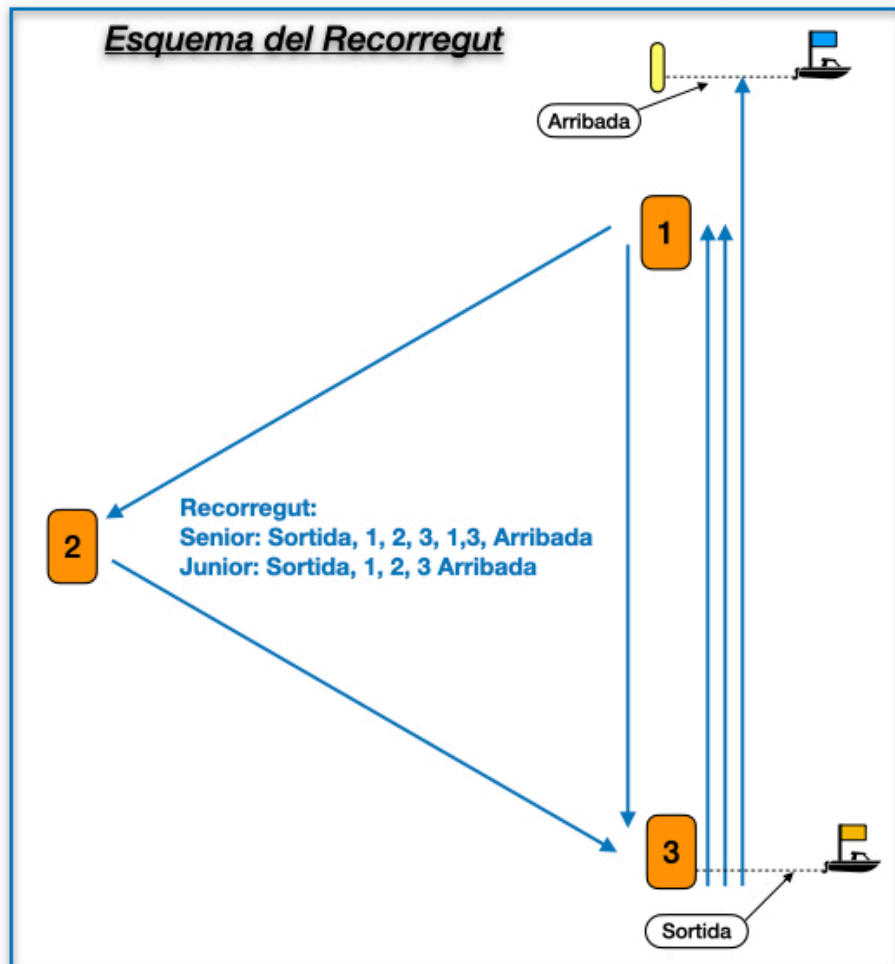 Esquema del Recorregut
Arribada
1
2
Recorregut:
Senior: Sortida, 1, 2, 3, 1,3, Arribada
Junior: Sortida, 1, 2, 3 Arribada
3
Sortida